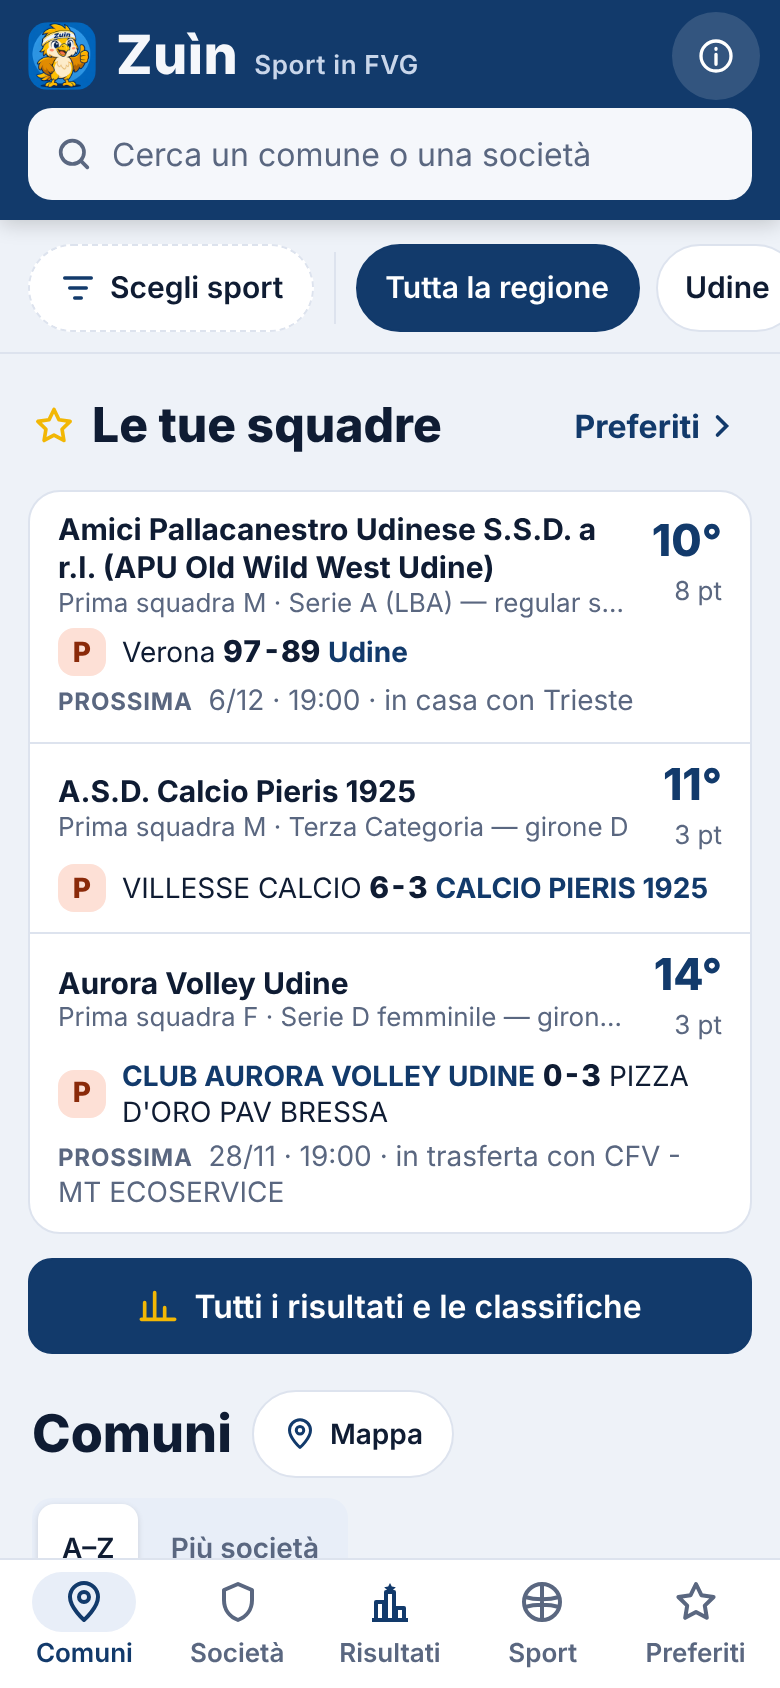 Zuìn Sport in FVG
Cerca un comune o una società
Scegli sport
Tutta la regione
Udine
Le tue squadre
Preferiti
Amici Pallacanestro Udinese S.S.D. a
r.l. (APU Old Wild West Udine)
10°
Prima squadra M · Serie A (LBA) — regular s...
8 pt
P Verona 97-89 Udine
PROSSIMA 6/12 · 19:00 · in casa con Trieste
A.S.D. Calcio Pieris 1925
11°
Prima squadra M · Terza Categoria — girone D
3 pt
P VILLESSE CALCIO 6-3 CALCIO PIERIS 1925
Aurora Volley Udine
14°
Prima squadra F · Serie D femminile — giron...
3 pt
P CLUB AURORA VOLLEY UDINE 0-3 PIZZA
D'ORO PAV BRESSA
PROSSIMA 28/11 · 19:00 · in trasferta con CFV -
MT ECOSERVICE
Tutti i risultati e le classifiche
Comuni
Mappa
A–Z
Più società
Comuni
Società
Risultati
Sport
Preferiti